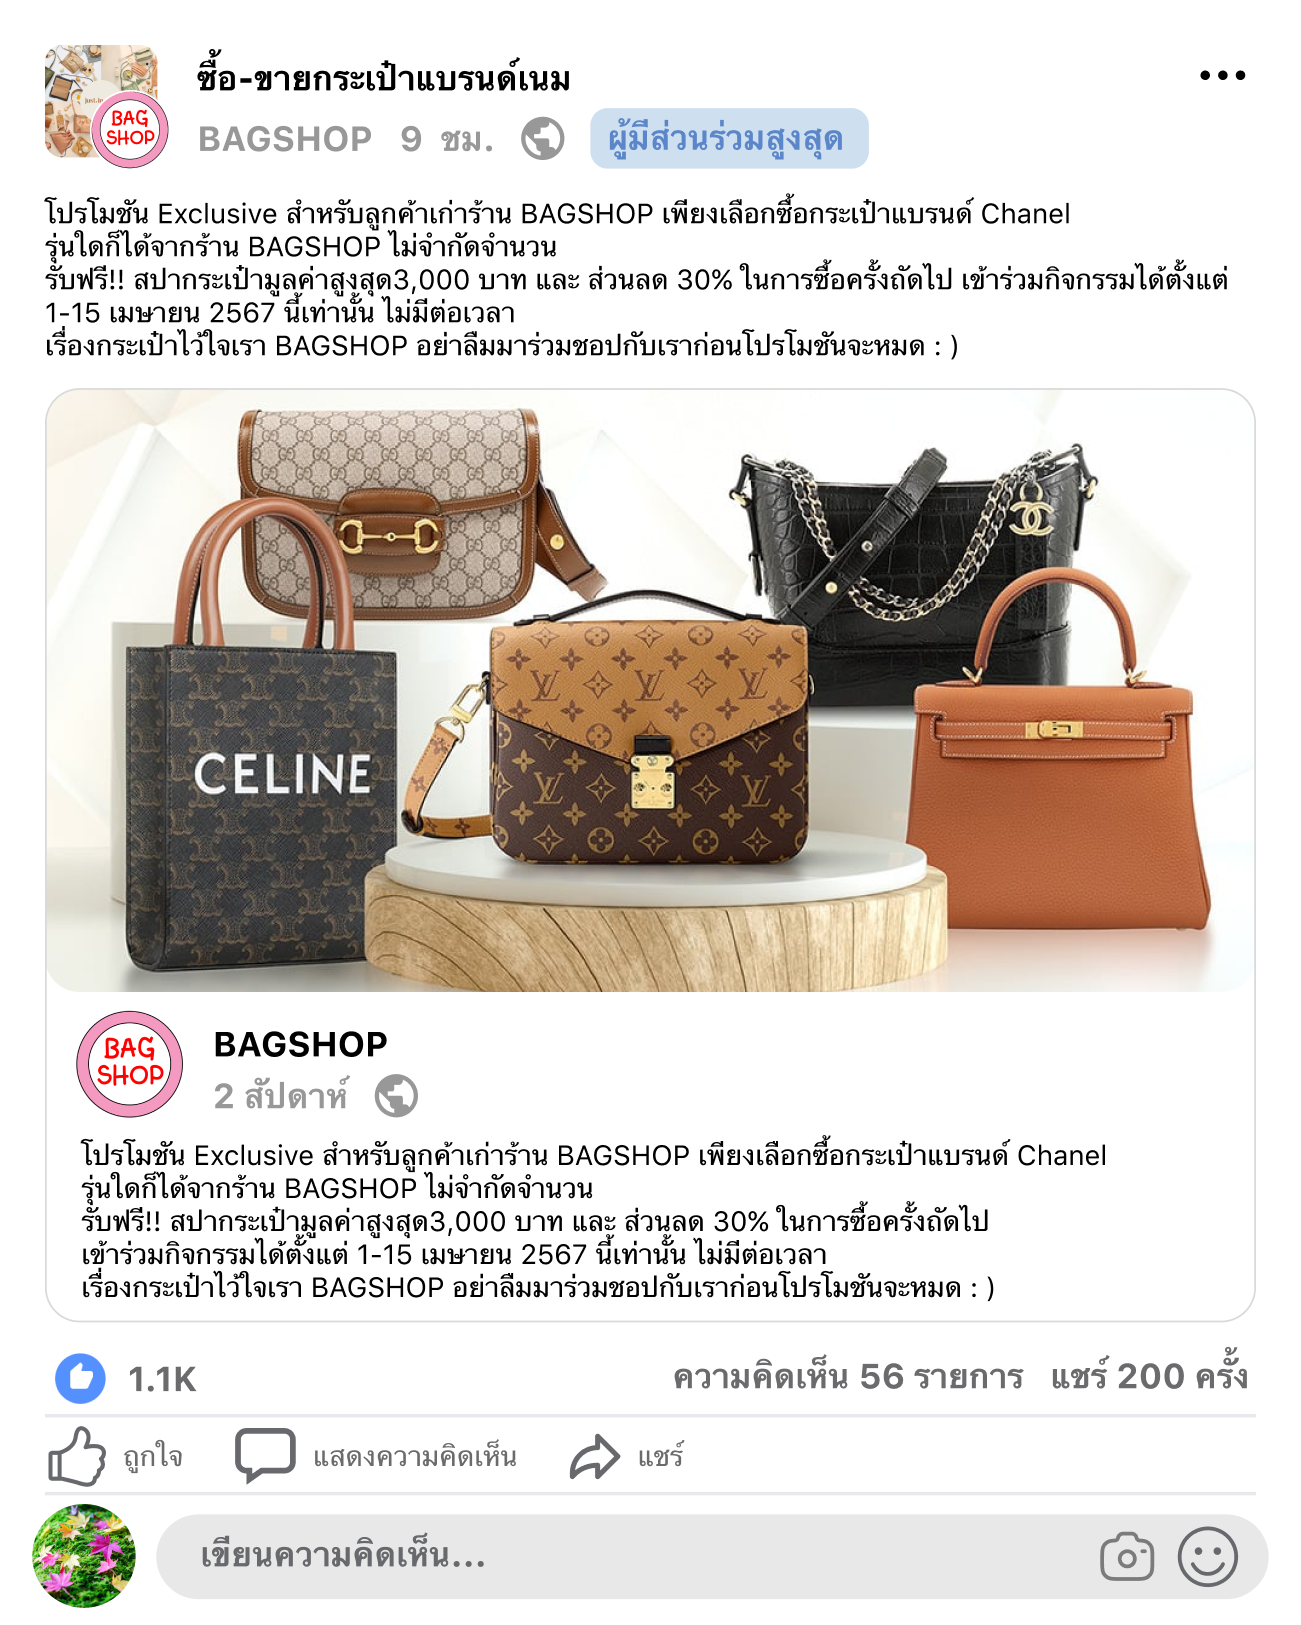 ซื้อ-ขายกระเป๋าแบรนด์เนม
BAG
SHOP
BAGSHOP 9 ชม. ผู้มีส่วนร่วมสูงสุด
โปรโมชัน Exclusive สำหรับลูกค้าเก่าร้าน BAGSHOP เพียงเลือกซื้อกระเป๋าแบรนด์ Chanel
รุ่นใดก็ได้จากร้าน BAGSHOP ไม่จำกัดจำนวน
รับฟรี!! สปากระเป๋ามูลค่าสูงสุด3,000 บาท และ ส่วนลด 30% ในการซื้อครั้งถัดไป เข้าร่วมกิจกรรมได้ตั้งแต่
1-15 เมษายน 2567 นี้เท่านั้น ไม่มีต่อเวลา
เรื่องกระเป๋าไว้ใจเรา BAGSHOP อย่าลืมมาร่วมชอปกับเราก่อนโปรโมชันจะหมด : )
CELINE
BAG
SHOP
BAGSHOP
2 สัปดาห์
โปรโมชัน Exclusive สำหรับลูกค้าเก่าร้าน BAGSHOP เพียงเลือกซื้อกระเป๋าแบรนด์ Chanel
รุ่นใดก็ได้จากร้าน BAGSHOP ไม่จำกัดจำนวน
รับฟรี!! สปากระเป๋ามูลค่าสูงสุด3,000 บาท และ ส่วนลด 30% ในการซื้อครั้งถัดไป
เข้าร่วมกิจกรรมได้ตั้งแต่ 1-15 เมษายน 2567 นี้เท่านั้น ไม่มีต่อเวลา
เรื่องกระเป๋าไว้ใจเรา BAGSHOP อย่าลืมมาร่วมชอปกับเราก่อนโปรโมชันจะหมด : )
1.1K ความคิดเห็น 56 รายการ แชร์ 200 ครั้ง
ถูกใจ แสดงความคิดเห็น แชร์
เขียนความคิดเห็น...